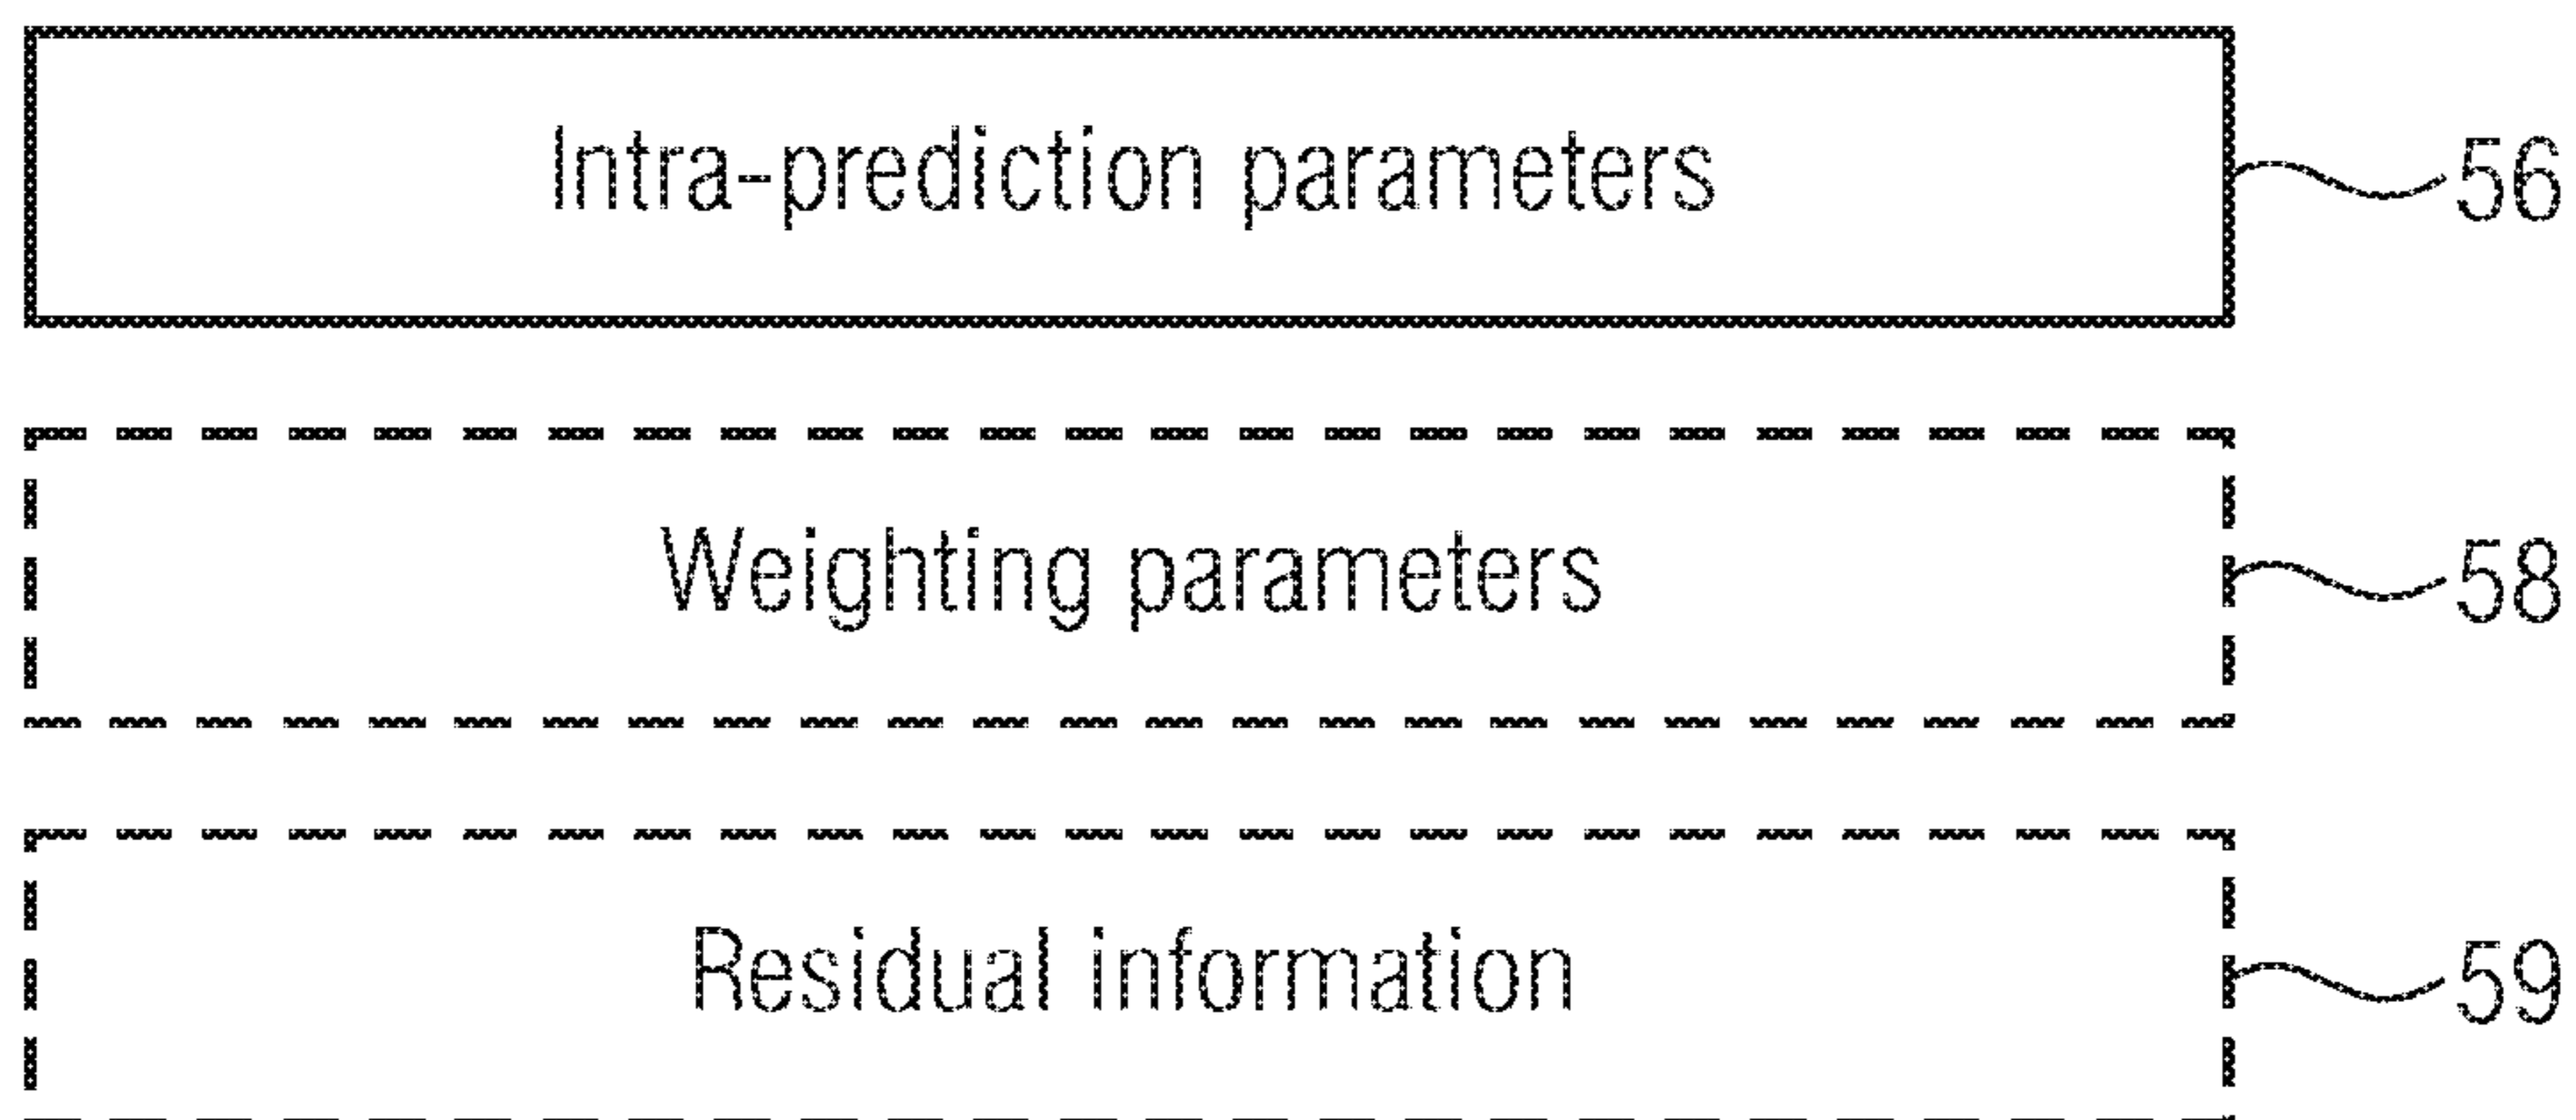 Intra-prediction parameters 56
Weighting parameters 58
Residual information 59